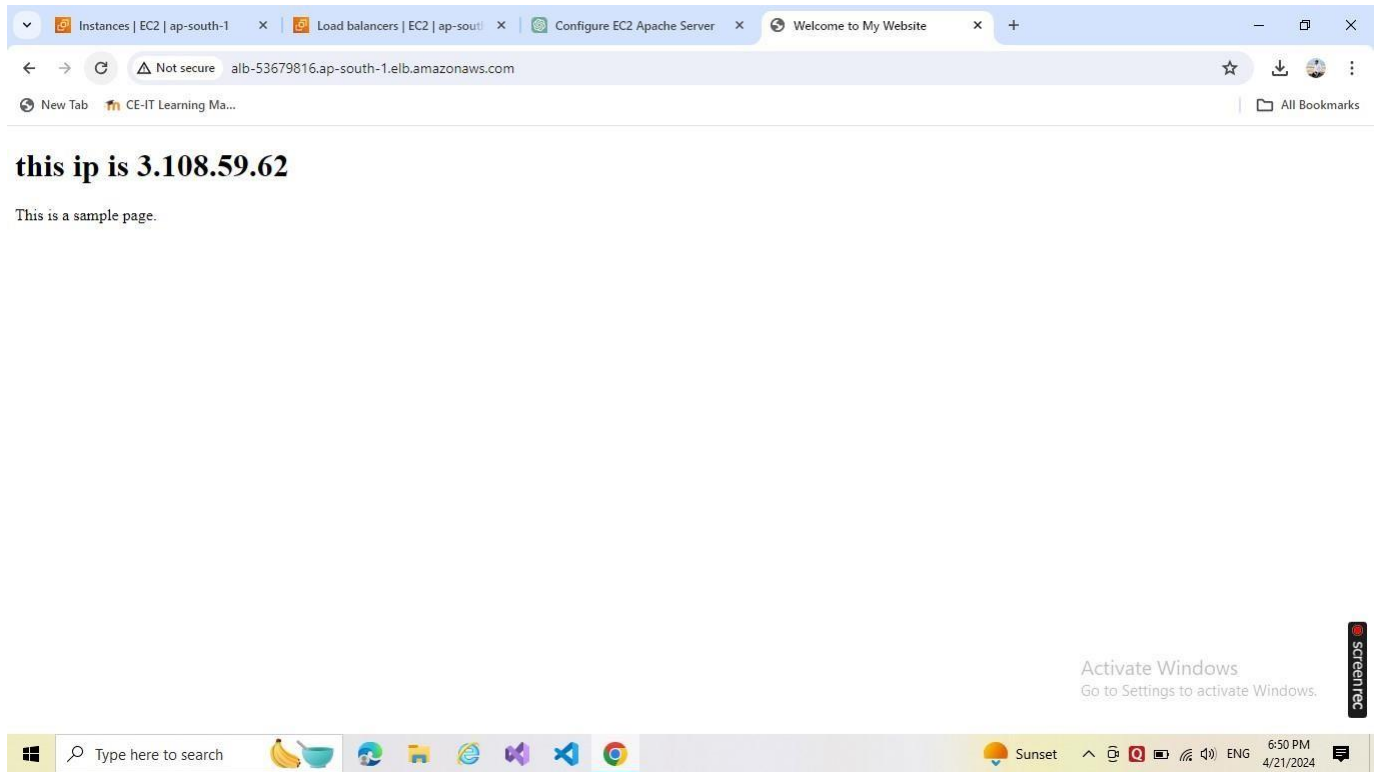 Instances | EC2 | ap-south-1
Load balancers | EC2 | ap-sout
Configure EC2 Apache Server
Welcome to My Website
Not secure alb-53679816.ap-south-1.elb.amazonaws.com
New Tab CE-IT Learning Ma... All Bookmarks
this ip is 3.108.59.62
This is a sample page.
Activate Windows
Go to Settings to activate Windows.
screenrec
Type here to search
Sunset
ENG
6:50 PM
4/21/2024